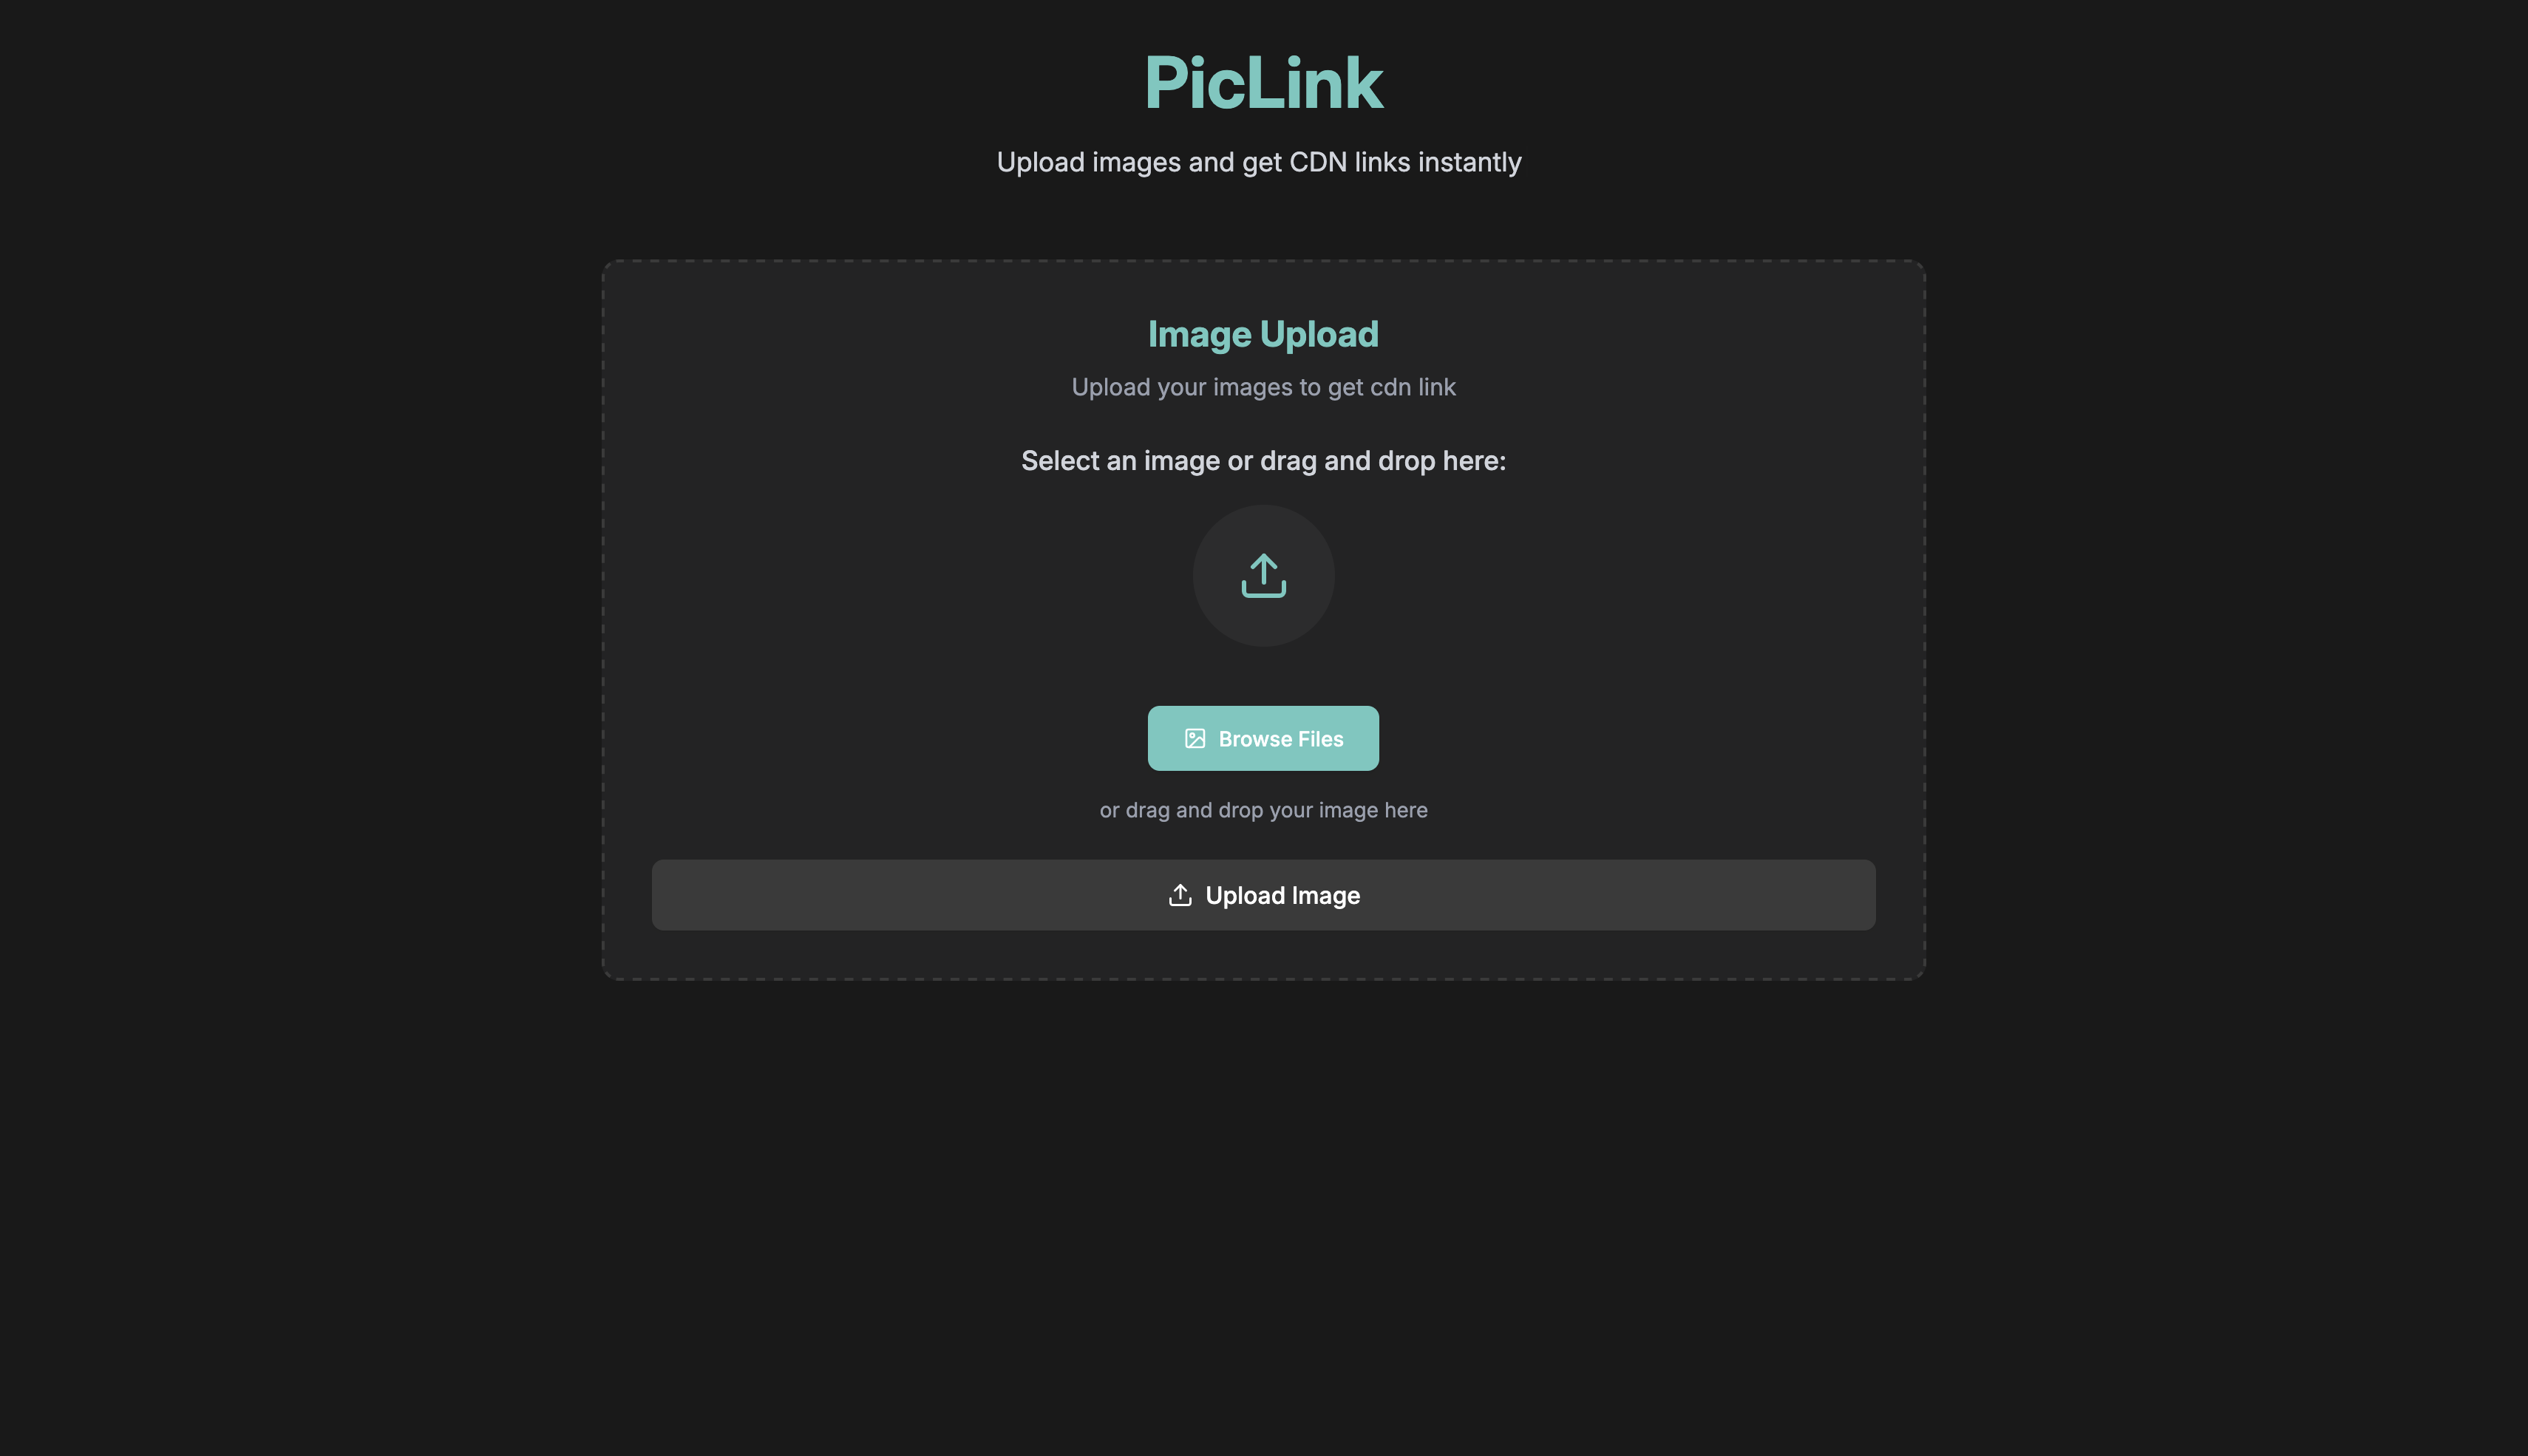 PicLink
Upload images and get CDN links instantly
Image Upload
Upload your images to get cdn link
Select an image or drag and drop here:
Browse Files
or drag and drop your image here
Upload Image